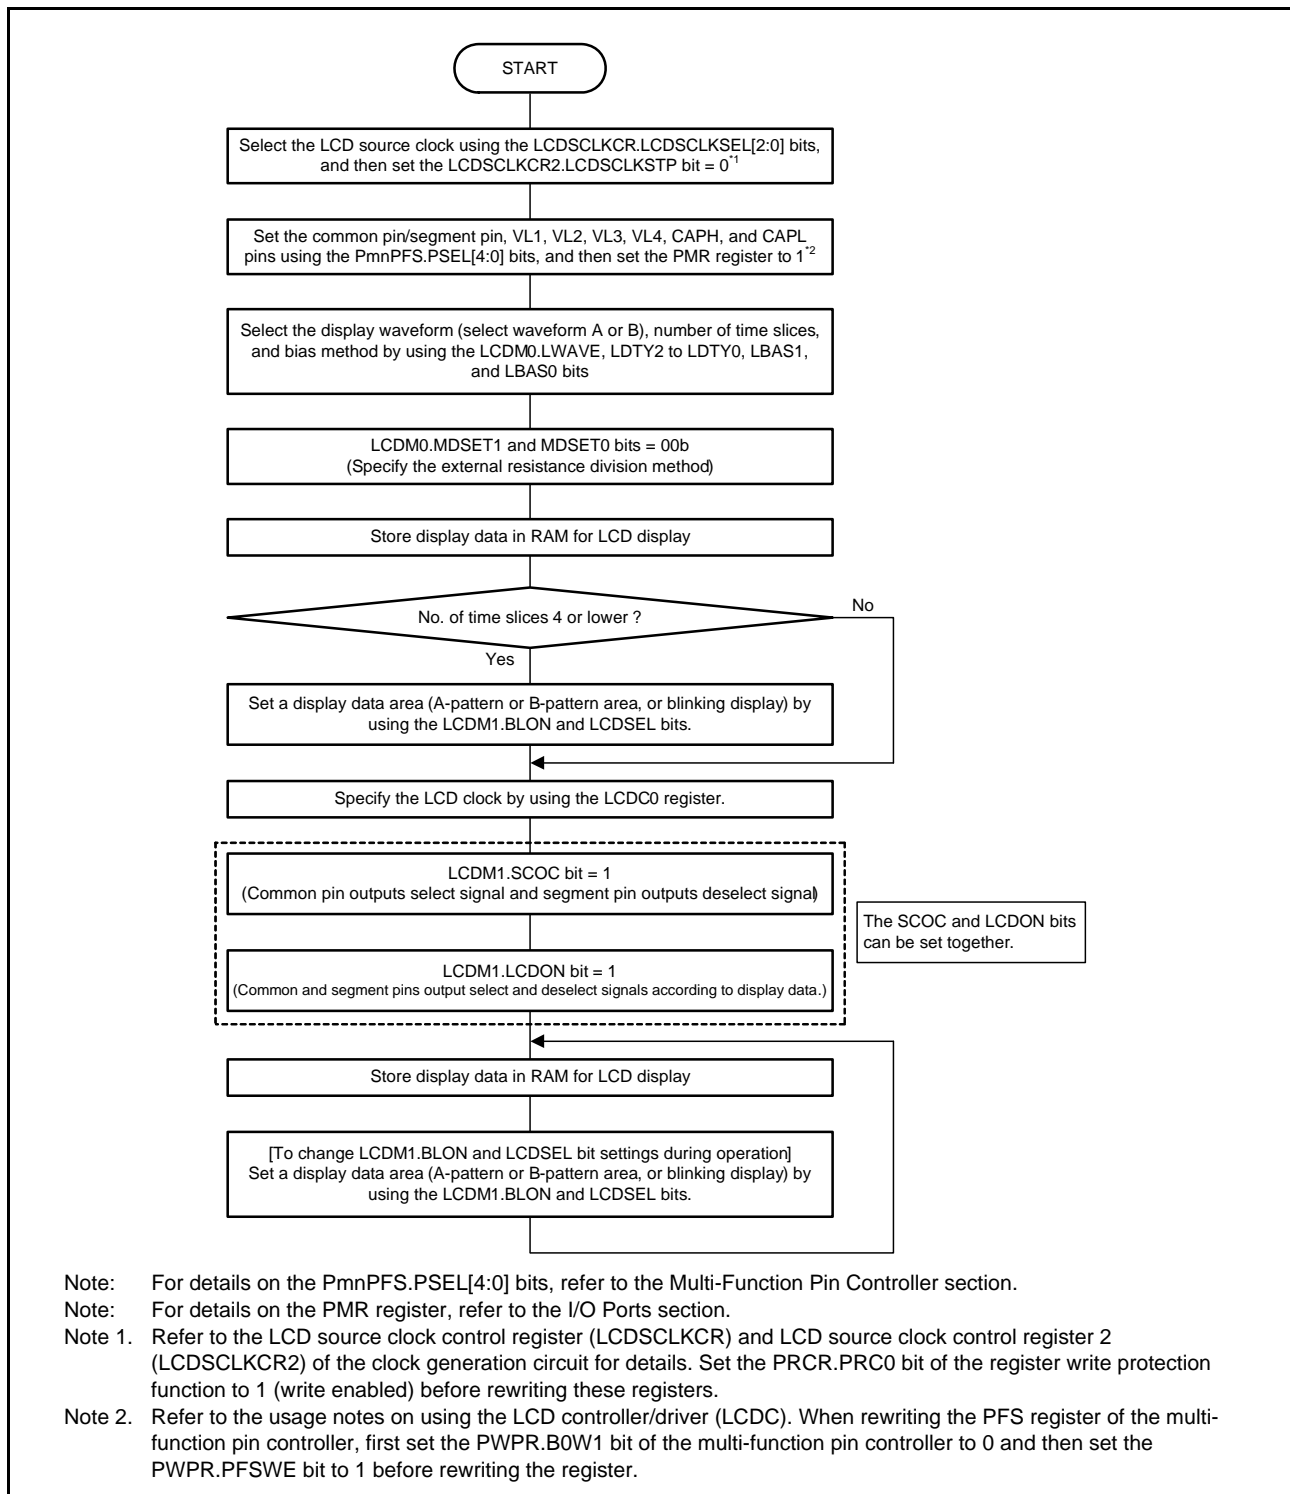 START
Select the LCD source clock using the LCDSCLKCR.LCDSCLKSEL[2:0] bits,
and then set the LCDSCLKCR2.LCDSCLKSTP bit = 0*1
Set the common pin/segment pin, VL1, VL2, VL3, VL4, CAPH, and CAPL
pins using the PmnPFS.PSEL[4:0] bits, and then set the PMR register to 1*2
Select the display waveform (select waveform A or B), number of time slices,
and bias method by using the LCDM0.LWAVE, LDTY2 to LDTY0, LBAS1,
and LBAS0 bits
LCDM0.MDSET1 and MDSET0 bits = 00b
(Specify the external resistance division method)
Store display data in RAM for LCD display
No. of time slices 4 or lower ?
No
Yes
Set a display data area (A-pattern or B-pattern area, or blinking display) by
using the LCDM1.BLON and LCDSEL bits.
Specify the LCD clock by using the LCDC0 register.
LCDM1.SCOC bit = 1
(Common pin outputs select signal and segment pin outputs deselect signal)
The SCOC and LCDON bits
can be set together.
LCDM1.LCDON bit = 1
(Common and segment pins output select and deselect signals according to display data.)
Store display data in RAM for LCD display
[To change LCDM1.BLON and LCDSEL bit settings during operation]
Set a display data area (A-pattern or B-pattern area, or blinking display) by
using the LCDM1.BLON and LCDSEL bits.
Note: For details on the PmnPFS.PSEL[4:0] bits, refer to the Multi-Function Pin Controller section.
Note: For details on the PMR register, refer to the I/O Ports section.
Note 1. Refer to the LCD source clock control register (LCDSCLKCR) and LCD source clock control register 2
(LCDSCLKCR2) of the clock generation circuit for details. Set the PRCR.PRC0 bit of the register write protection
function to 1 (write enabled) before rewriting these registers.
Note 2. Refer to the usage notes on using the LCD controller/driver (LCDC). When rewriting the PFS register of the multi-
function pin controller, first set the PWPR.B0W1 bit of the multi-function pin controller to 0 and then set the
PWPR.PFSWE bit to 1 before rewriting the register.